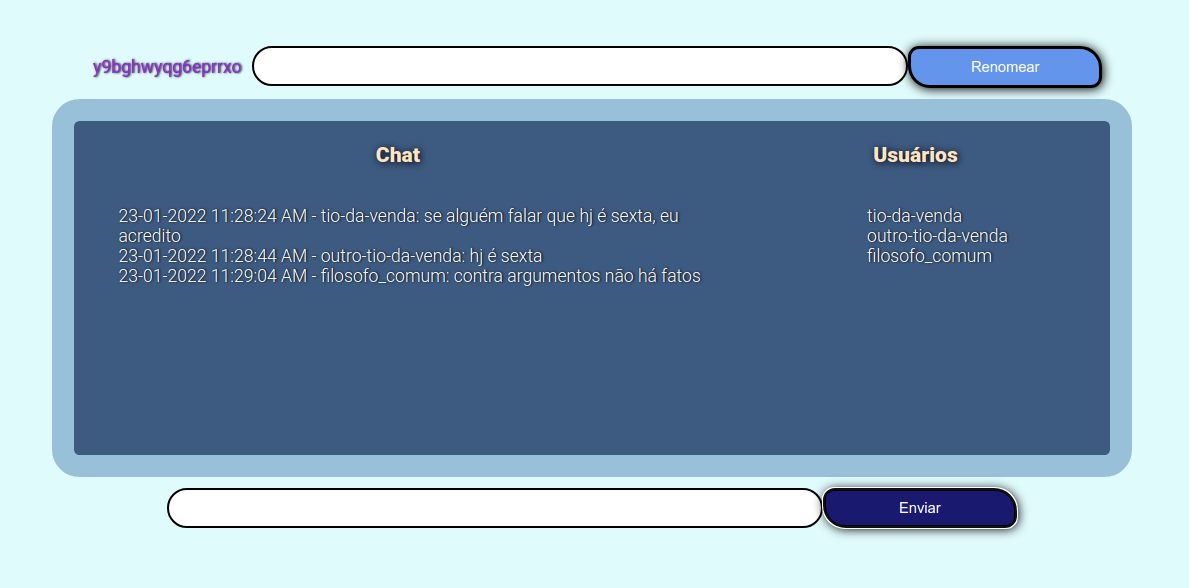 y9bghwyqg6eprrxo
Renomear
Chat
Usuários
23-01-2022 11:28:24 AM - tio-da-venda: se alguém falar que hj é sexta, eu
acredito
23-01-2022 11:28:44 AM - outro-tio-da-venda: hj é sexta
23-01-2022 11:29:04 AM - filosofo_comum: contra argumentos não há fatos
tio-da-venda
outro-tio-da-venda
filosofo_comum
Enviar